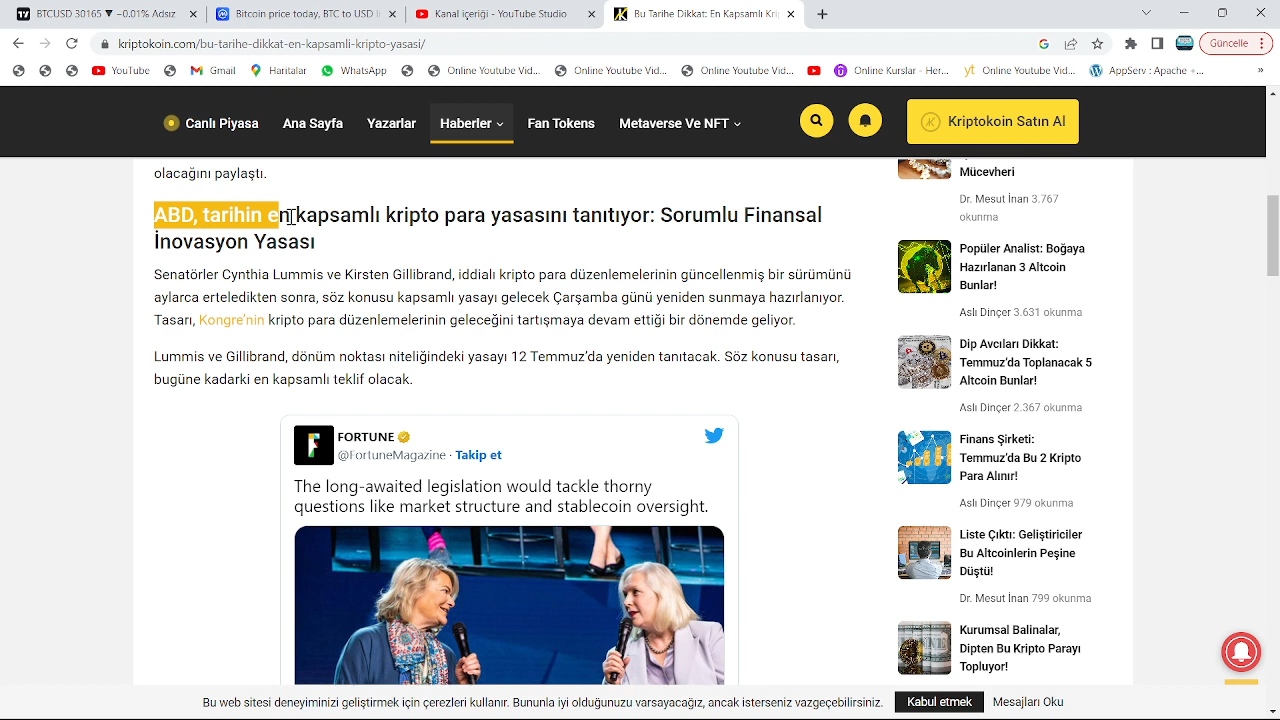 BTCUSD 30165 ▼ −0.01% Adsız
Bitcoin price today, BTC to USD li
Kanal içeriği - YouTube Studio
Bu Tarihe Dikkat: En Kapsamlı Krip
kriptokoin.com/bu-tarihe-dikkat-en-kapsamli-kripto-yasasi/
Güncelle
YouTube
Gmail
Haritalar
WhatsApp
Online Youtube Vid...
Online Youtube Vid...
Online Youtube Vid...
Online Kurslar - Her...
Online Youtube Vid...
AppServ : Apache +...
»
Canlı Piyasa
Ana Sayfa
Yazarlar
Haberler
Fan Tokens
Metaverse Ve NFT
Kriptokoin Satın Al
olacağını paylaştı.
ABD, tarihin en kapsamlı kripto para yasasını tanıtıyor: Sorumlu Finansal
İnovasyon Yasası
Senatörler Cynthia Lummis ve Kirsten Gillibrand, iddialı kripto para düzenlemelerinin güncellenmiş bir sürümünü
aylarca bekledikten sonra, söz konusu kapsamlı yasayı gelecek Çarşamba günü yeniden sunmaya hazırlanıyor.
Tasarı, Kongre’nin kripto para düzenlemelerinin geleceğini tartışmaya devam ettiği bir dönemde geliyor.
Lummis ve Gillibrand, dönüm noktası niteliğindeki yasayı 12 Temmuz’da yeniden tanıtacak. Söz konusu tasarı,
bugüne kadarki en kapsamlı teklif olacak.
FORTUNE
@FortuneMagazine · Takip et
The long-awaited legislation would tackle thorny
questions like market structure and stablecoin oversight.
Mücevheri
Dr. Mesut İnan 3.767
okunma
Popüler Analist: Boğaya
Hazırlanan 3 Altcoin
Bunlar!
Aslı Dinçer 3.631 okunma
Dip Avcıları Dikkat:
Temmuz’da Toplanacak 5
Altcoin Bunlar!
Aslı Dinçer 2.367 okunma
Finans Şirketi:
Temmuz’da Bu 2 Kripto
Para Alınır!
Aslı Dinçer 979 okunma
Liste Çıktı: Geliştiriciler
Bu Altcoinlerin Peşine
Düştü!
Dr. Mesut İnan 799 okunma
Kurumsal Balinalar,
Dipten Bu Kripto Parayı
Topluyor!
eyiminizi geliştirmek için çerezleri kullanır. Bununla iyi olduğunuzu varsayacağız, ancak isterseniz vazgeçebilirsiniz.
Kabul etmek
Mesajları Oku